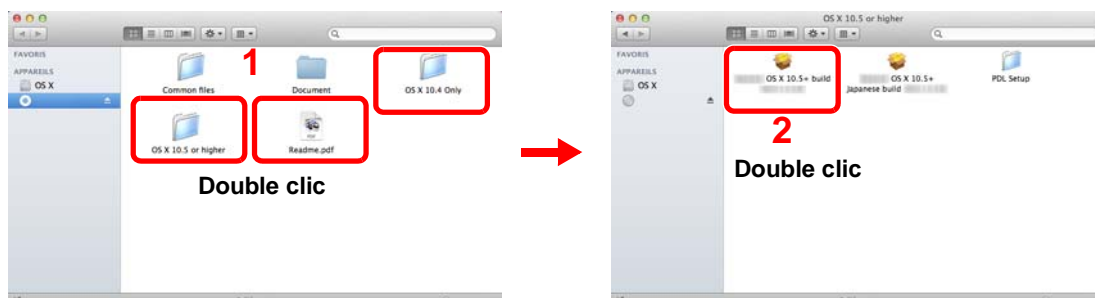 FAVORIS
APPAREILS
OS X
1
Common files
Document
OS X 10.4 Only
OS X 10.5 or higher
PDF
Readme.pdf
Double clic
OS X 10.5 or higher
FAVORIS
APPAREILS
OS X
OS X 10.5+ build
OS X 10.5+
Japanese build
PDL Setup
2
Double clic